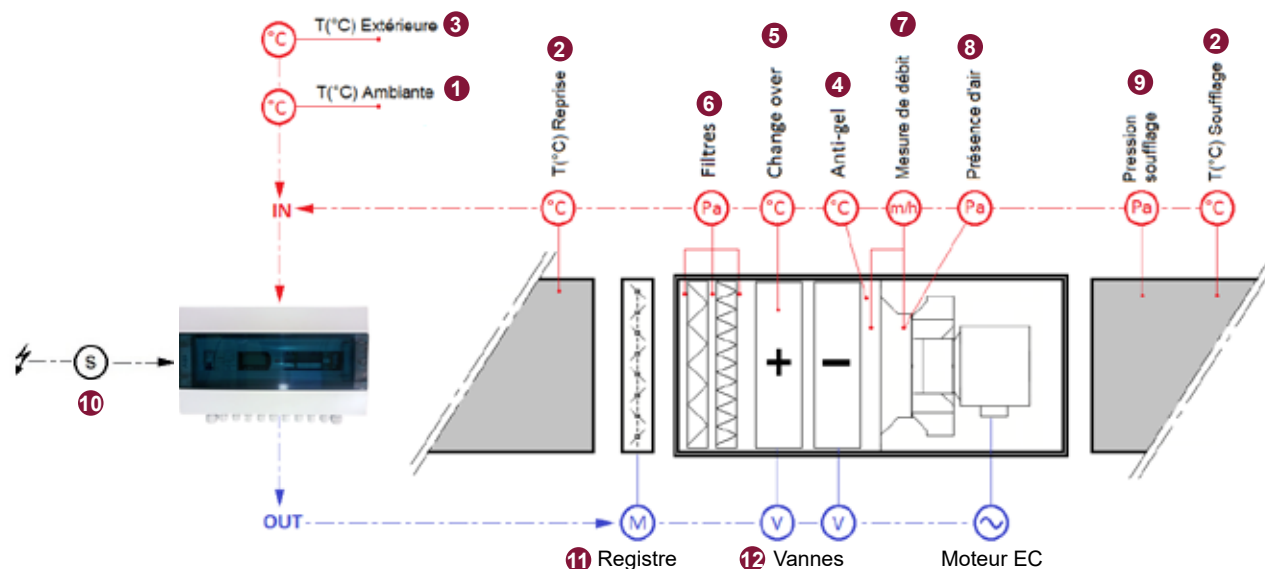 T(°C) Extérieure 3
°C
T(°C) Ambiante 1
°C
2 T(°C) Reprise
6 Filtres
5 Change over
4 Anti-gel
7 Mesure de débit
8 Présence d'air
9 Pression
soufflage
2 T(°C) Soufflage
IN
°C
Pa
°C
°C
m/h
Pa
Pa
°C
S
10
+
−
OUT
M
V
V
11 Registre
12 Vannes
Moteur EC